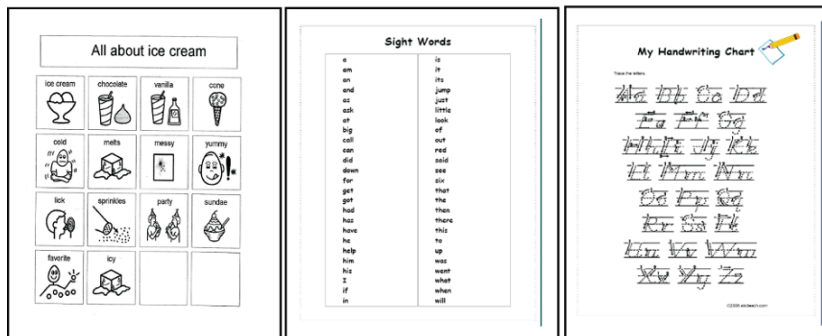 All about ice cream
ice cream chocolate vanilla cone
cold melts messy yummy
lick sprinkles party sundae
favorite icy
Sight Words
a
am
an
and
as
ask
at
big
call
can
did
down
for
get
got
had
has
have
he
help
him
his
I
if
in
is
it
its
jump
just
little
look
of
out
red
said
see
six
that
the
then
there
this
to
up
was
went
what
when
will
My Handwriting Chart
Trace the letters.
Aa Bb Cc Dd
Ee Ff Gg
Hh Ii Jj Kk
Ll Mm Nn
Oo Pp Qq
Rr Ss Tt
Uu Vv Ww
Xx Yy Zz
abcteach.com